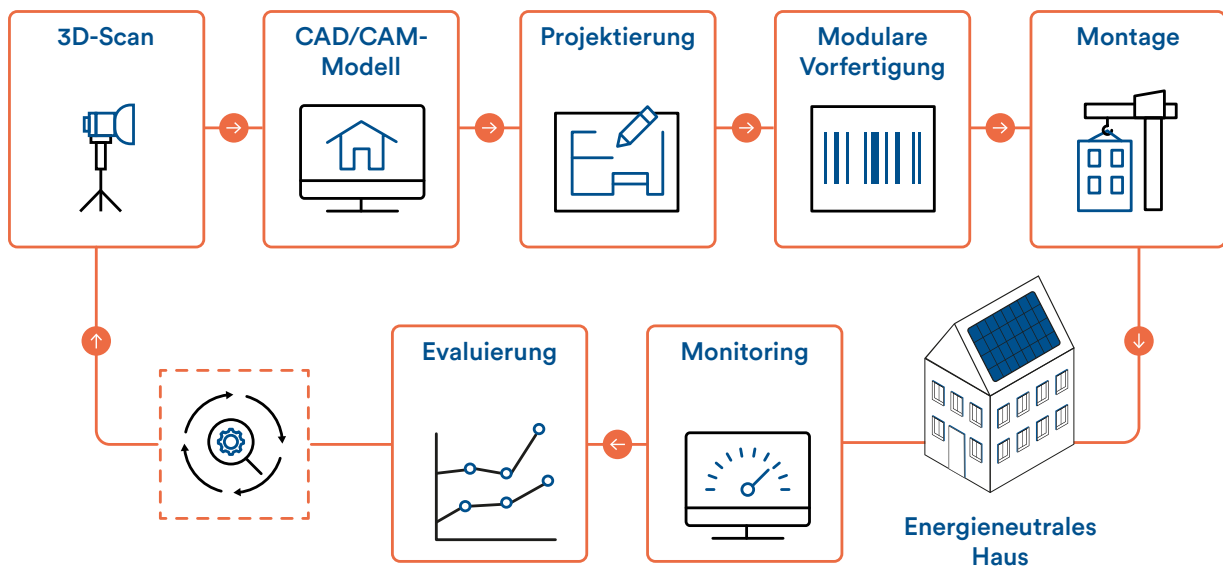 3D-Scan
CAD/CAM-
Modell
Projektierung
Modulare
Vorfertigung
Montage
Evaluierung
Monitoring
Energieneutrales
Haus